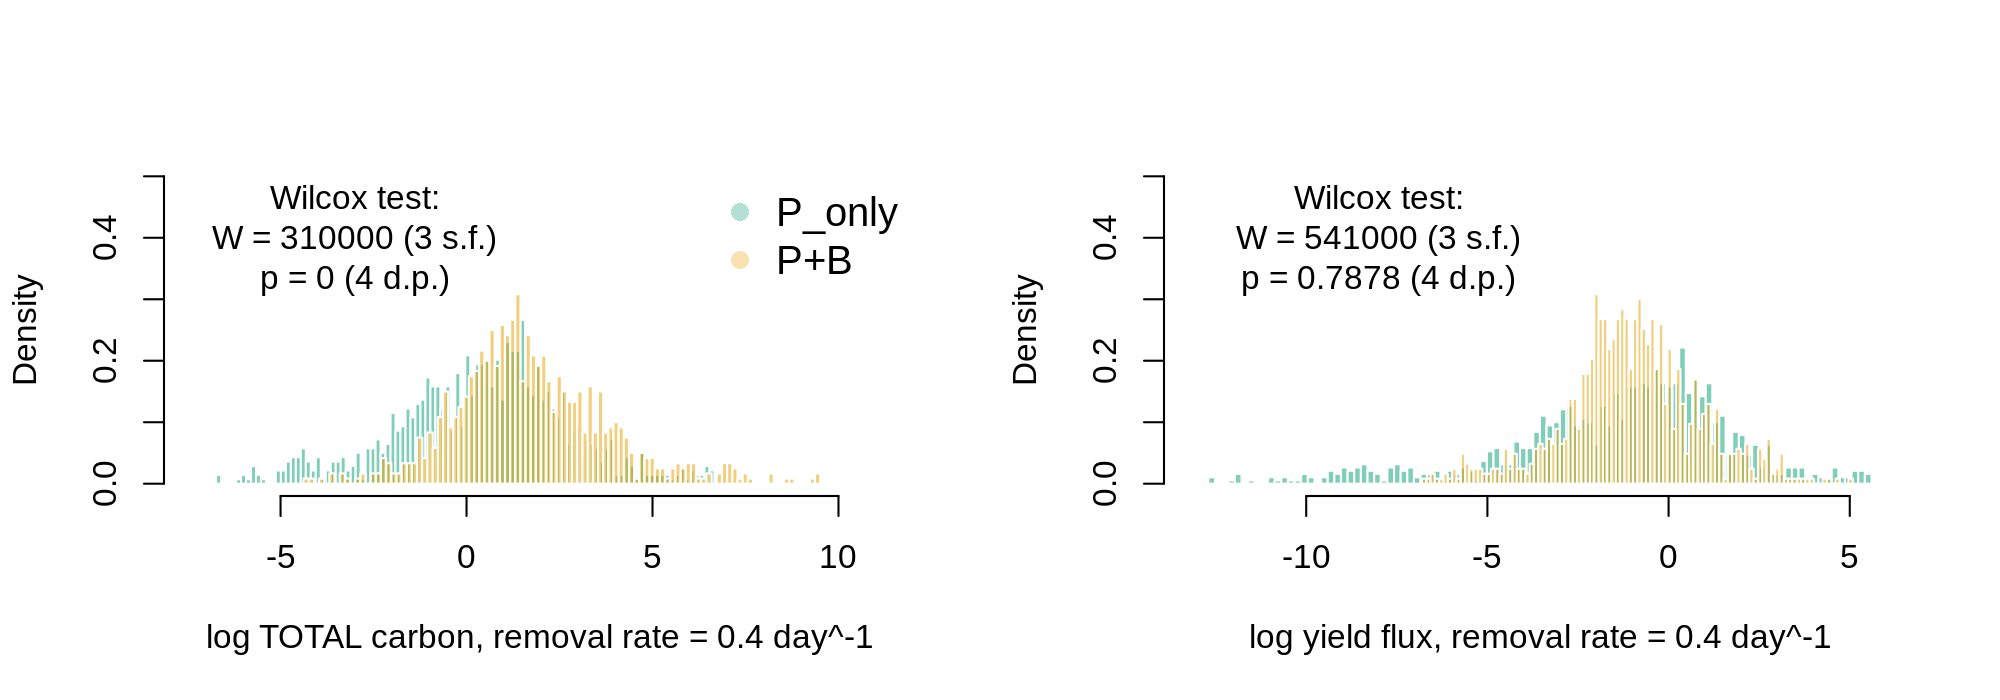 Wilcox test:
W = 310000 (3 s.f.)
p = 0 (4 d.p.)
P_only
P+B
Density
0.0
0.2
0.4
-5
0
5
10
log TOTAL carbon, removal rate = 0.4 day^-1
Wilcox test:
W = 541000 (3 s.f.)
p = 0.7878 (4 d.p.)
Density
0.0
0.2
0.4
-10
-5
0
5
log yield flux, removal rate = 0.4 day^-1